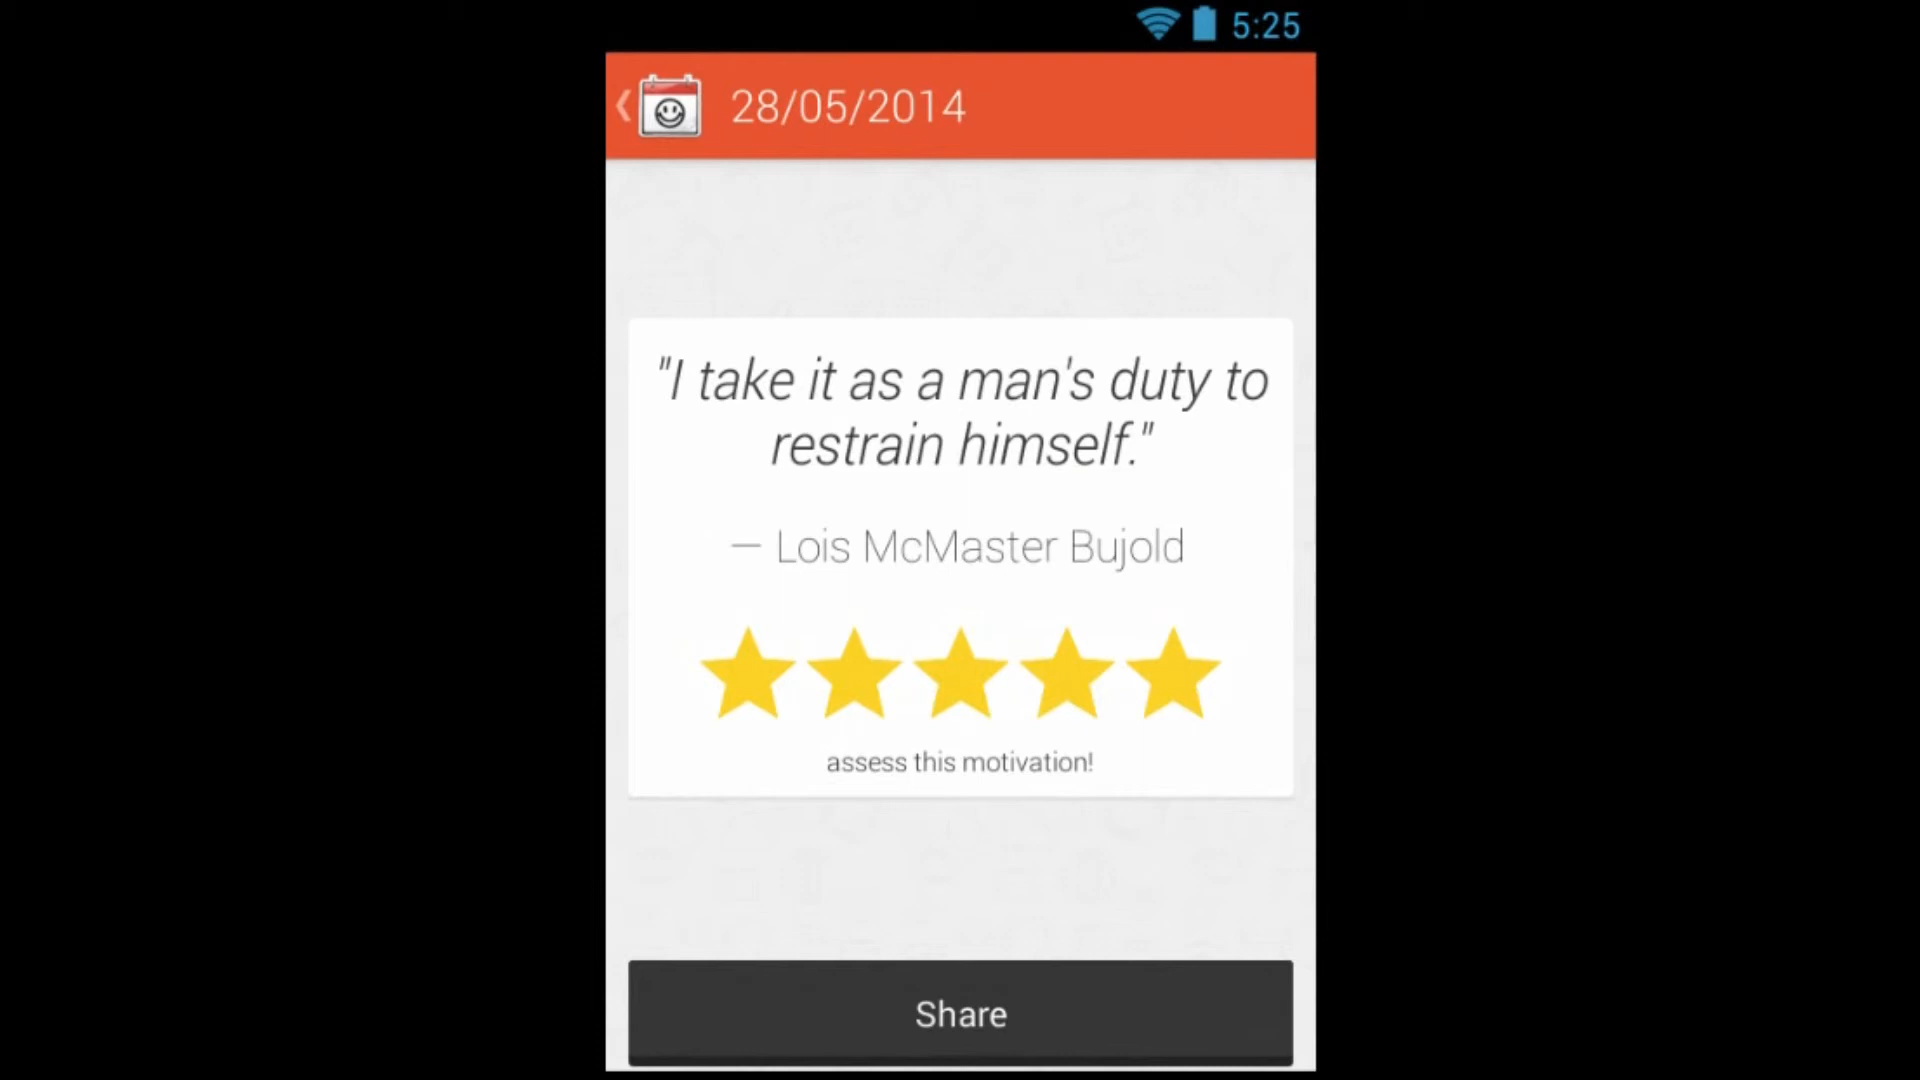 5:25
28/05/2014
"I take it as a man's duty to
restrain himself."
— Lois McMaster Bujold
assess this motivation!
Share